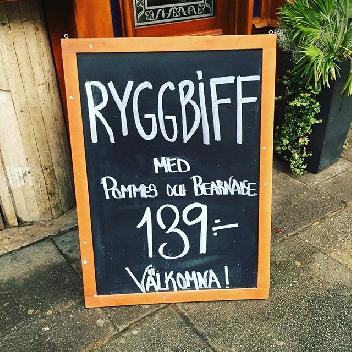 RYGGBiFF
MED
POMMES OCH BEARNAISE
139:-
VÄLKOMNA!